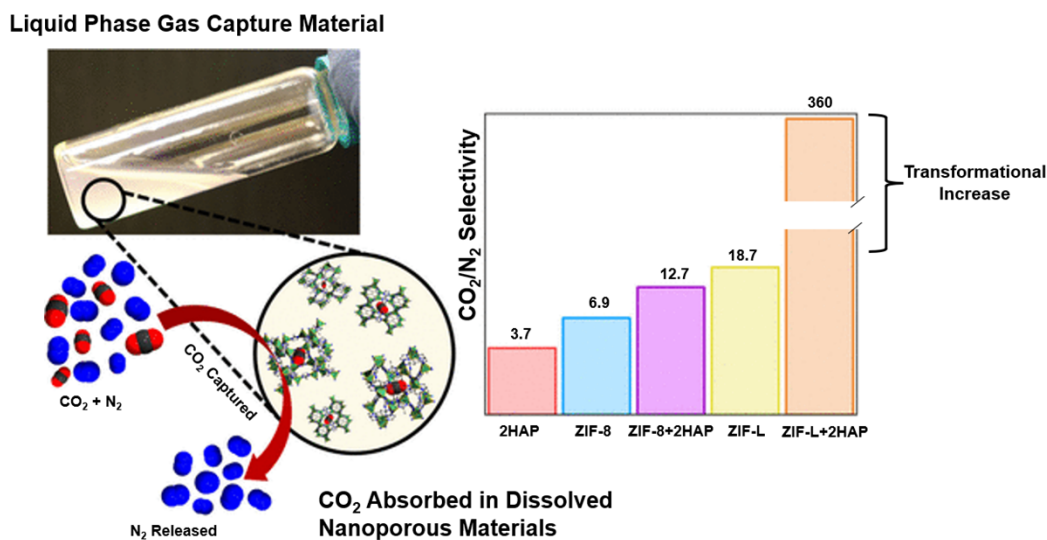 Liquid Phase Gas Capture Material
CO₂ + N₂
CO₂ Captured
N₂ Released
CO₂ Absorbed in Dissolved
Nanoporous Materials
CO₂/N₂ Selectivity
3.7
6.9
12.7
18.7
360
2HAP
ZIF-8
ZIF-8+2HAP
ZIF-L
ZIF-L+2HAP
Transformational
Increase